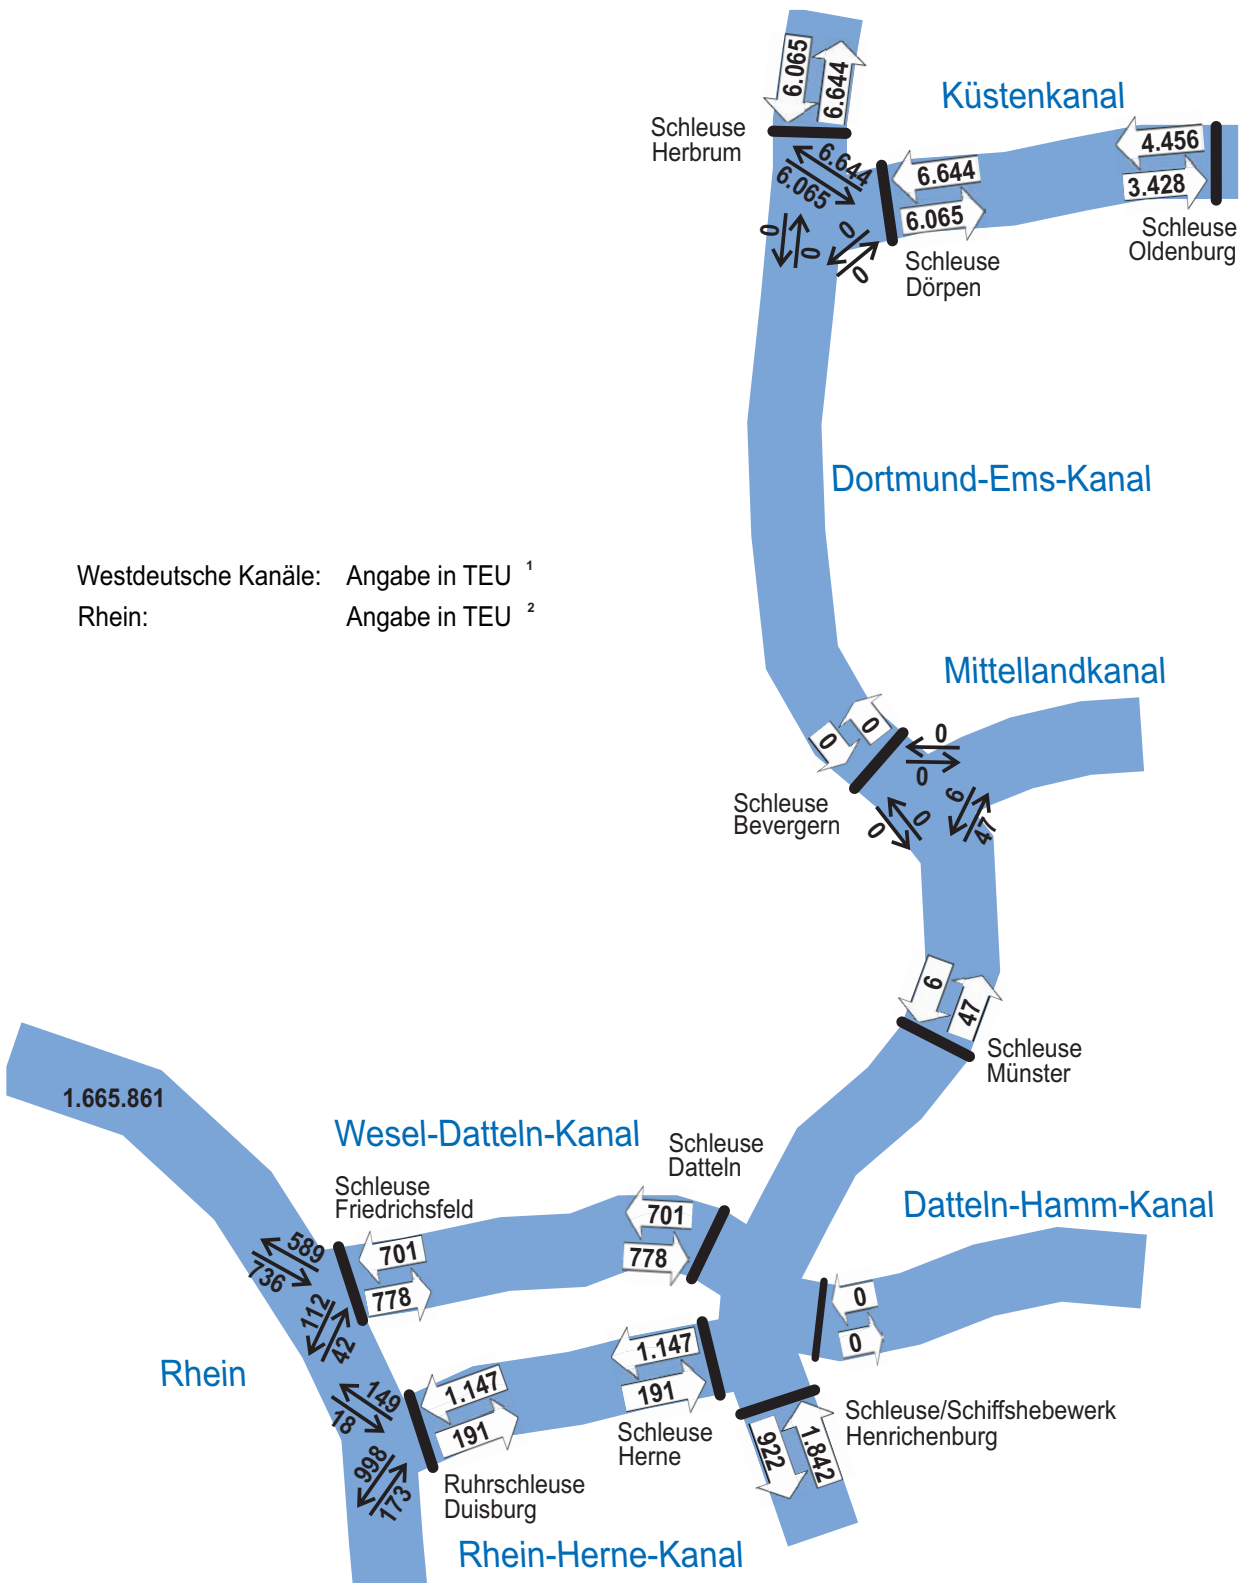 6.065
6.644
Küstenkanal
Schleuse
Herbrum
4.456
3.428
6.644
6.065
6.644
6.065
Schleuse
Oldenburg
0
0
0
0
Schleuse
Dörpen
Dortmund-Ems-Kanal
Westdeutsche Kanäle: Angabe in TEU 1
Rhein: Angabe in TEU 2
Mittellandkanal
0
0
0
0
Schleuse
Bevergern
0
0
6
47
6
47
Schleuse
Münster
1.665.861
Wesel-Datteln-Kanal
Schleuse
Datteln
Schleuse
Friedrichsfeld
Datteln-Hamm-Kanal
701
778
701
778
589
736
112
42
0
0
Rhein
1.147
191
1.147
191
149
18
998
173
Schleuse
Herne
Schleuse/Schiffshebewerk
Henrichenburg
922
1.842
Ruhrschleuse
Duisburg
Rhein-Herne-Kanal